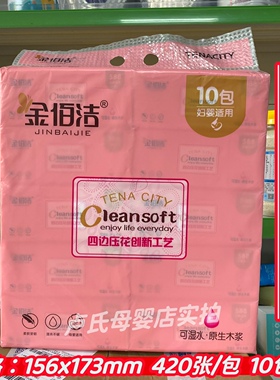 TENACITY
金佰洁®
JINBAIJIE
10包
妇婴适用
TENA CITY
Cleansoft
enjoy life everyday
四边压花创新工艺
氏母婴店实拍
可湿水·原生木浆
：156x173mm 420张/包 10